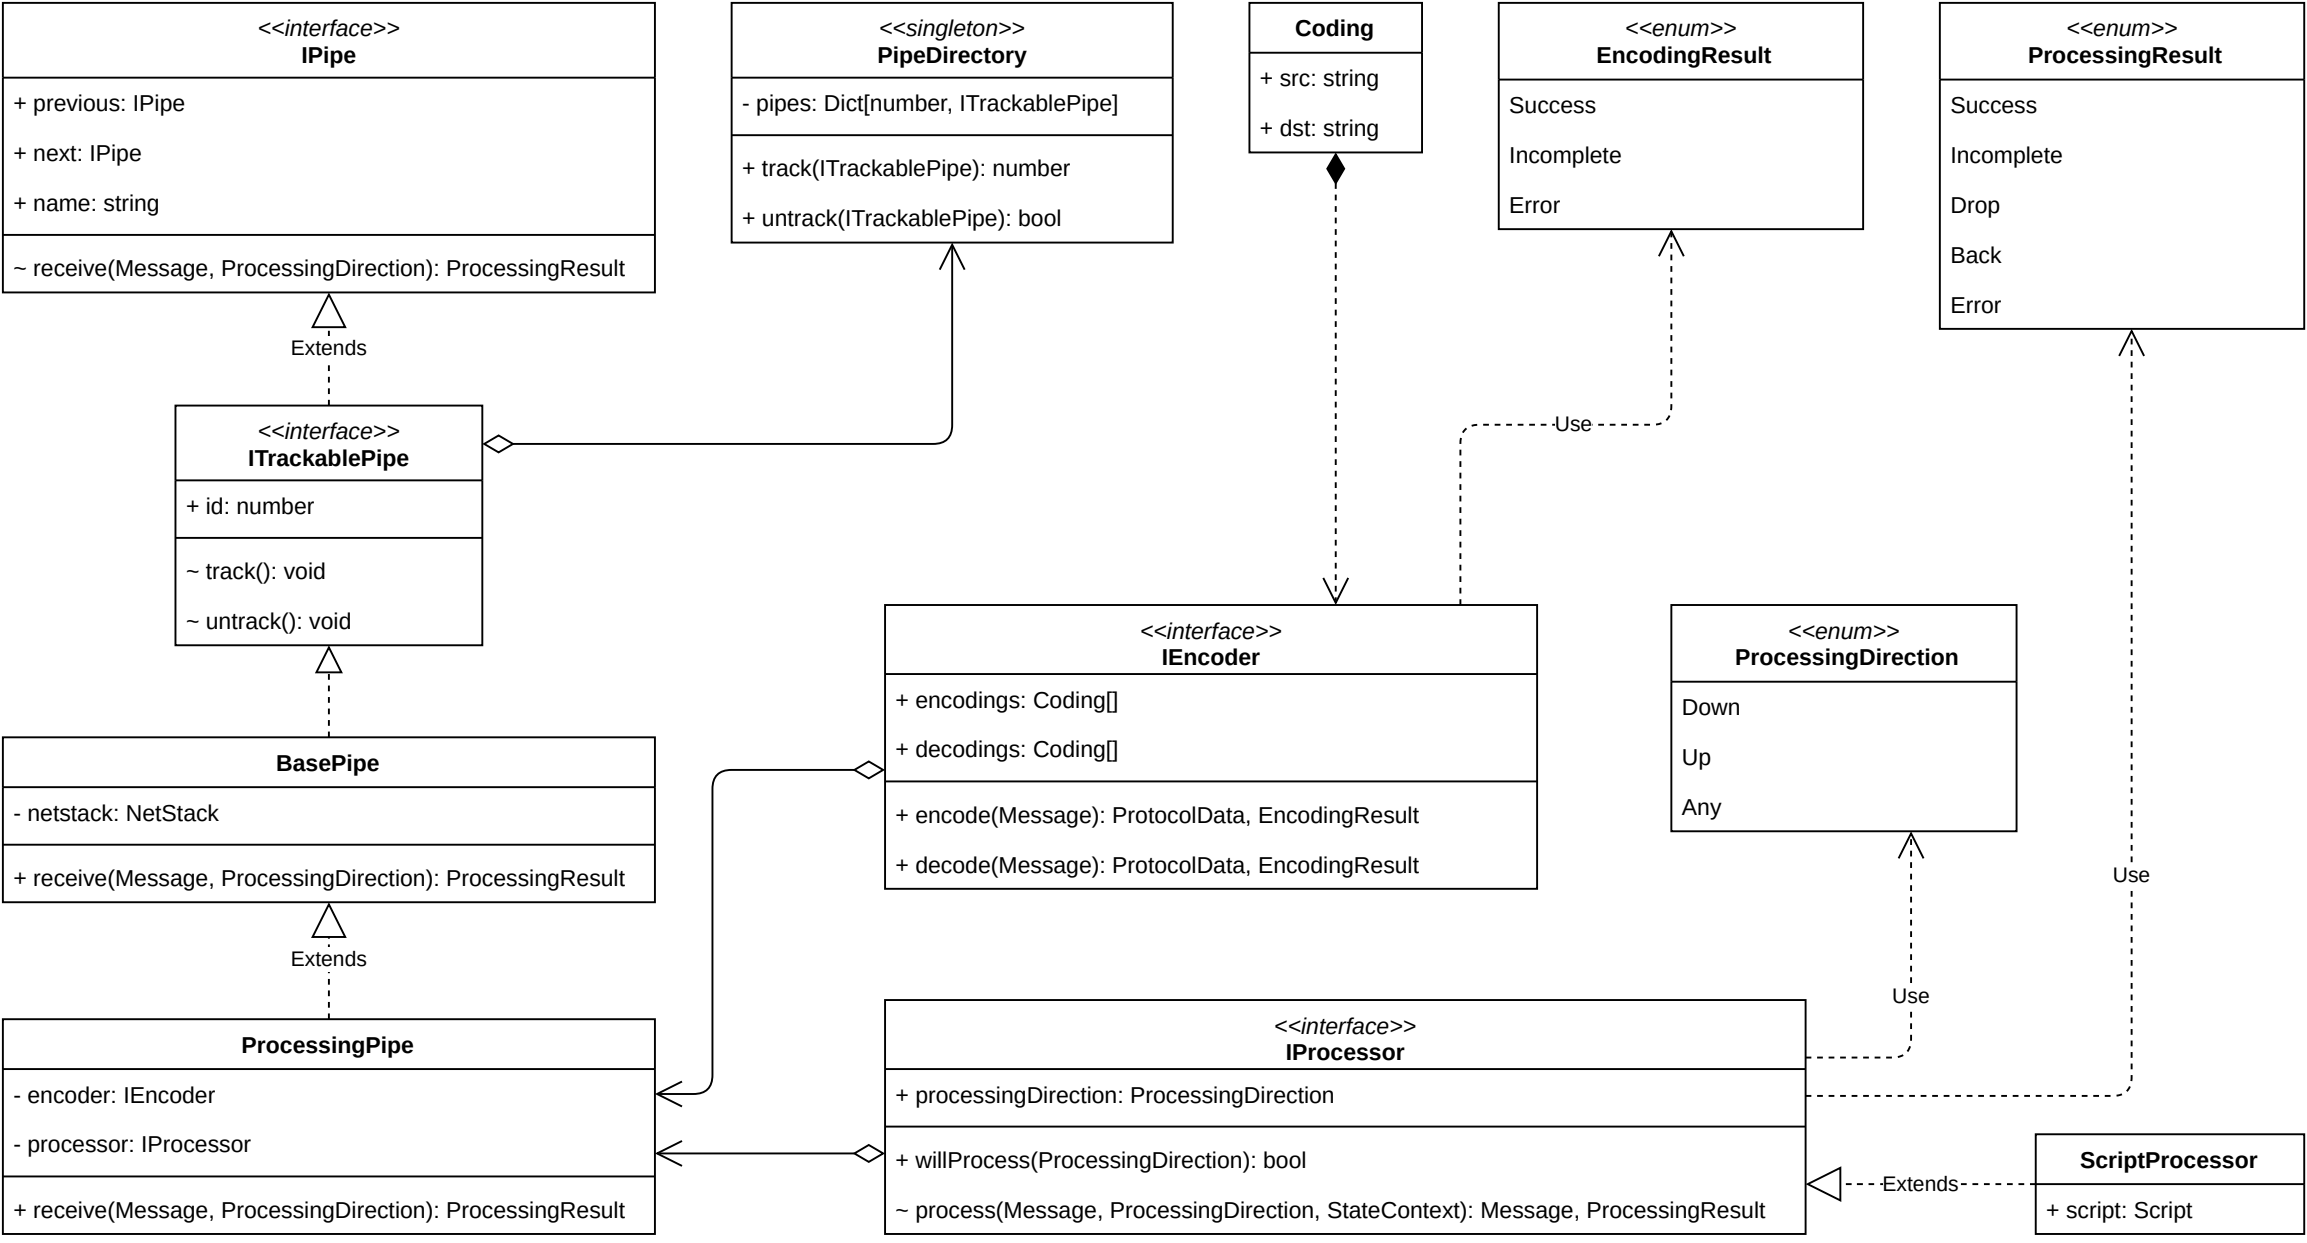 <<interface>>
IPipe
+ previous: IPipe
+ next: IPipe
+ name: string
~ receive(Message, ProcessingDirection): ProcessingResult
<<singleton>>
PipeDirectory
- pipes: Dict[number, ITrackablePipe]
+ track(ITrackablePipe): number
+ untrack(ITrackablePipe): bool
Coding
+ src: string
+ dst: string
<<enum>>
EncodingResult
Success
Incomplete
Error
<<enum>>
ProcessingResult
Success
Incomplete
Drop
Back
Error
Extends
<<interface>>
ITrackablePipe
+ id: number
~ track(): void
~ untrack(): void
Use
<<interface>>
IEncoder
+ encodings: Coding[]
+ decodings: Coding[]
+ encode(Message): ProtocolData, EncodingResult
+ decode(Message): ProtocolData, EncodingResult
<<enum>>
ProcessingDirection
Down
Up
Any
BasePipe
- netstack: NetStack
+ receive(Message, ProcessingDirection): ProcessingResult
Use
Extends
Use
ProcessingPipe
- encoder: IEncoder
- processor: IProcessor
+ receive(Message, ProcessingDirection): ProcessingResult
<<interface>>
IProcessor
+ processingDirection: ProcessingDirection
+ willProcess(ProcessingDirection): bool
~ process(Message, ProcessingDirection, StateContext): Message, ProcessingResult
Extends
ScriptProcessor
+ script: Script